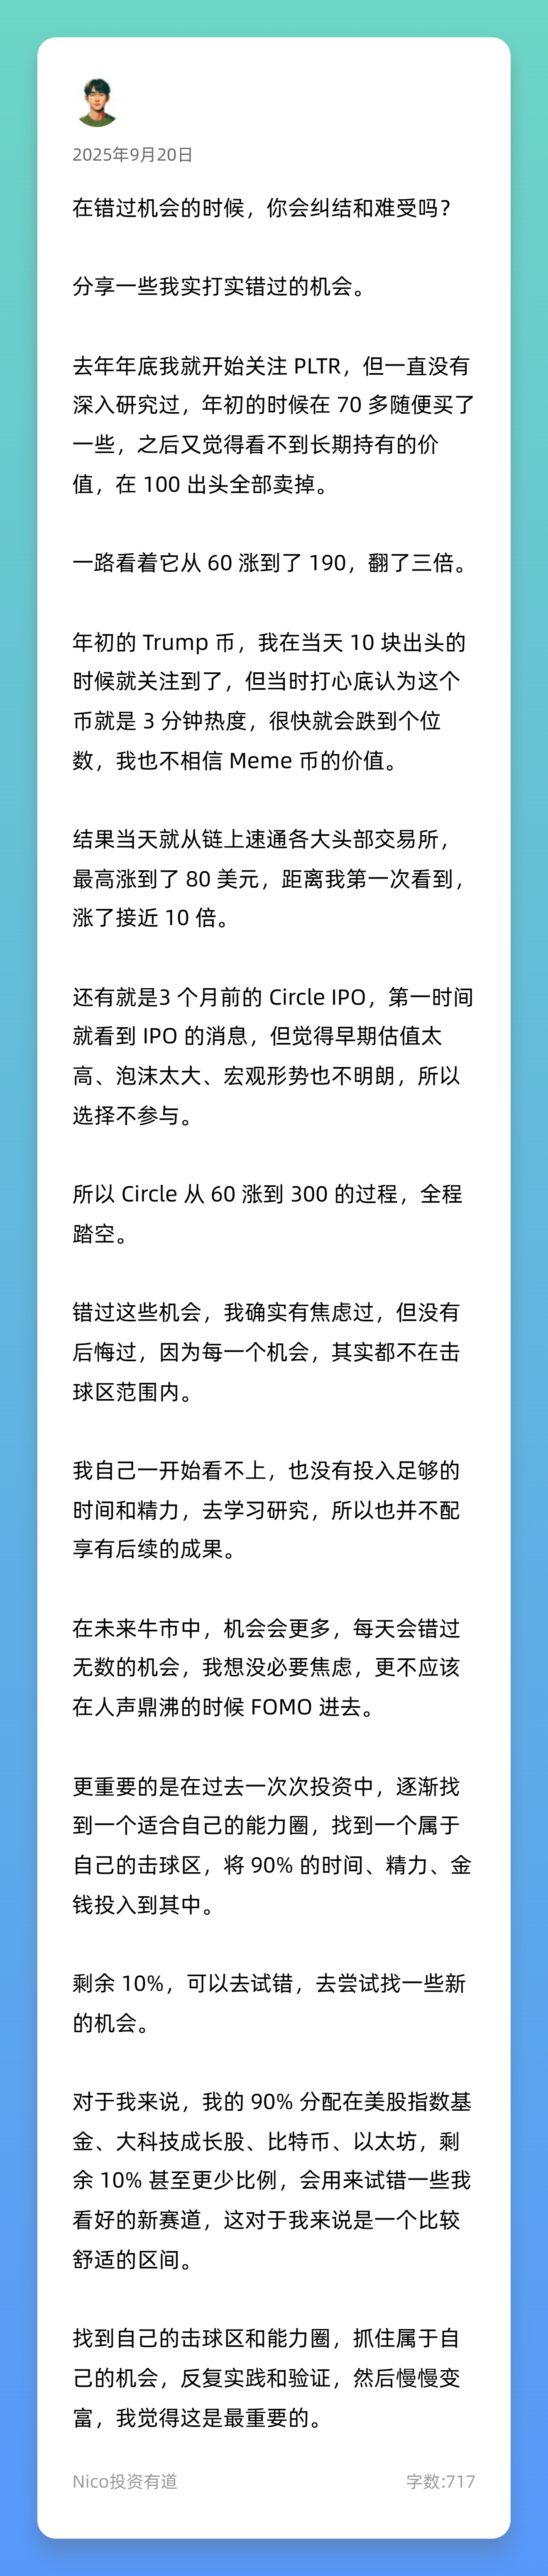 2025年9月20日
在错过机会的时候，你会纠结和难受吗？
分享一些我实打实错过的机会。
去年年底我就开始关注 PLTR，但一直没有
深入研究过，年初的时候在 70 多随便买了
一些，之后又觉得看不到长期持有的价
值，在 100 出头全部卖掉。
一路看着它从 60 涨到了 190，翻了三倍。
年初的 Trump 币，我在当天 10 块出头的
时候就关注到了，但当时打心底认为这个
币就是 3 分钟热度，很快就会跌到个位
数，我也不相信 Meme 币的价值。
结果当天就从链上速通各大头部交易所，
最高涨到了 80 美元，距离我第一次看到，
涨了接近 10 倍。
还有就是3 个月前的 Circle IPO，第一时间
就看到 IPO 的消息，但觉得早期估值太
高、泡沫太大、宏观形势也不明朗，所以
选择不参与。
所以 Circle 从 60 涨到 300 的过程，全程
踏空。
错过这些机会，我确实有焦虑过，但没有
后悔过，因为每一个机会，其实都不在击
球区范围内。
我自己一开始看不上，也没有投入足够的
时间和精力，去学习研究，所以也并不配
享有后续的成果。
在未来牛市中，机会会更多，每天会错过
无数的机会，我想没必要焦虑，更不应该
在人声鼎沸的时候 FOMO 进去。
更重要的是在过去一次次投资中，逐渐找
到一个适合自己的能力圈，找到一个属于
自己的击球区，将 90% 的时间、精力、金
钱投入到其中。
剩余 10%，可以去试错，去尝试找一些新
的机会。
对于我来说，我的 90% 分配在美股指数基
金、大科技成长股、比特币、以太坊，剩
余 10% 甚至更少比例，会用来试错一些我
看好的新赛道，这对于我来说是一个比较
舒适的区间。
找到自己的击球区和能力圈，抓住属于自
己的机会，反复实践和验证，然后慢慢变
富，我觉得这是最重要的。
Nico投资有道
字数:717